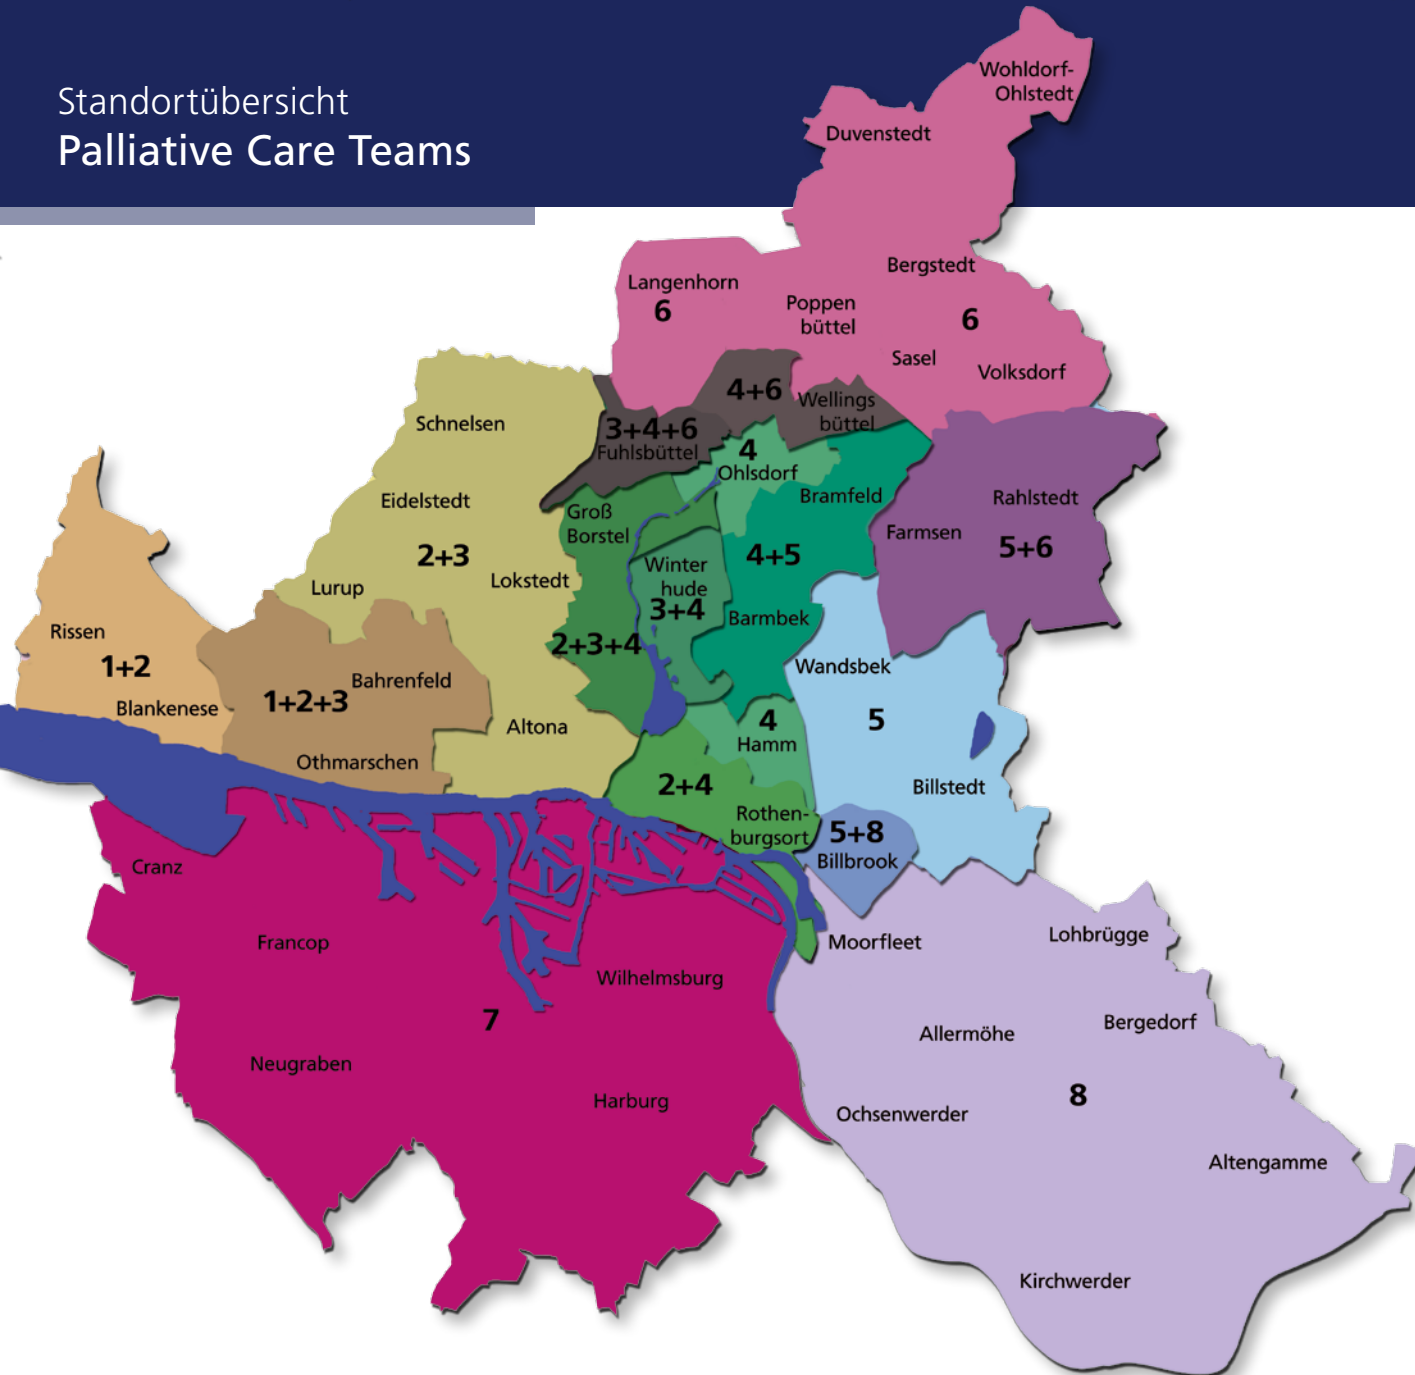 Standortübersicht
Palliative Care Teams
Wohldorf-
Ohlstedt
Duvenstedt
Bergstedt
Langenhorn
6
Poppen
büttel
6
Sasel
Volksdorf
4+6
Wellings
büttel
3+4+6
Fuhlsbüttel
4
Ohlsdorf
Schnelsen
Eidelstedt
2+3
Lokstedt
Lurup
Groß
Borstel
Bramfeld
4+5
Barmbek
Rahlstedt
Farmsen
5+6
Winter
hude
3+4
2+3+4
Rissen
1+2
Blankenese
1+2+3
Bahrenfeld
Othmarschen
Altona
Wandsbek
5
Billstedt
4
Hamm
2+4
Rothen-
burgsort
5+8
Billbrook
Cranz
Francop
Wilhelmsburg
7
Neugraben
Harburg
Moorfleet
Lohbrügge
Allermöhe
Bergedorf
8
Ochsenwerder
Altengamme
Kirchwerder